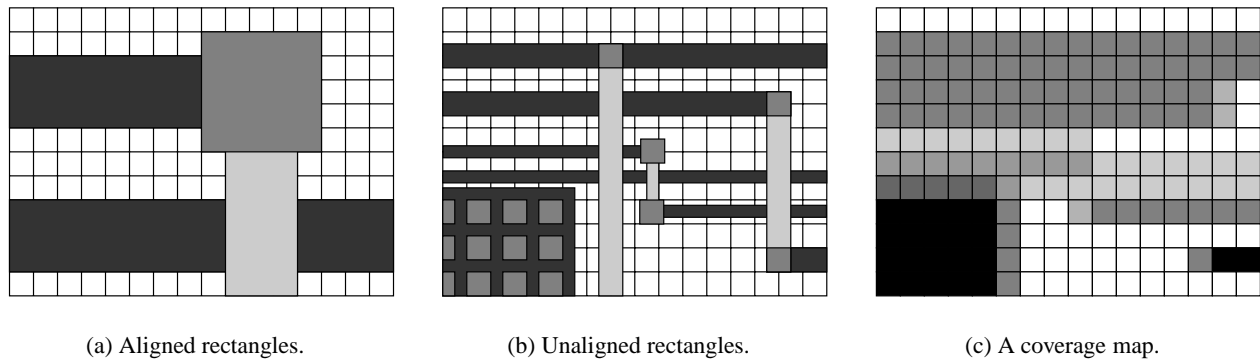 (a) Aligned rectangles.
(b) Unaligned rectangles.
(c) A coverage map.